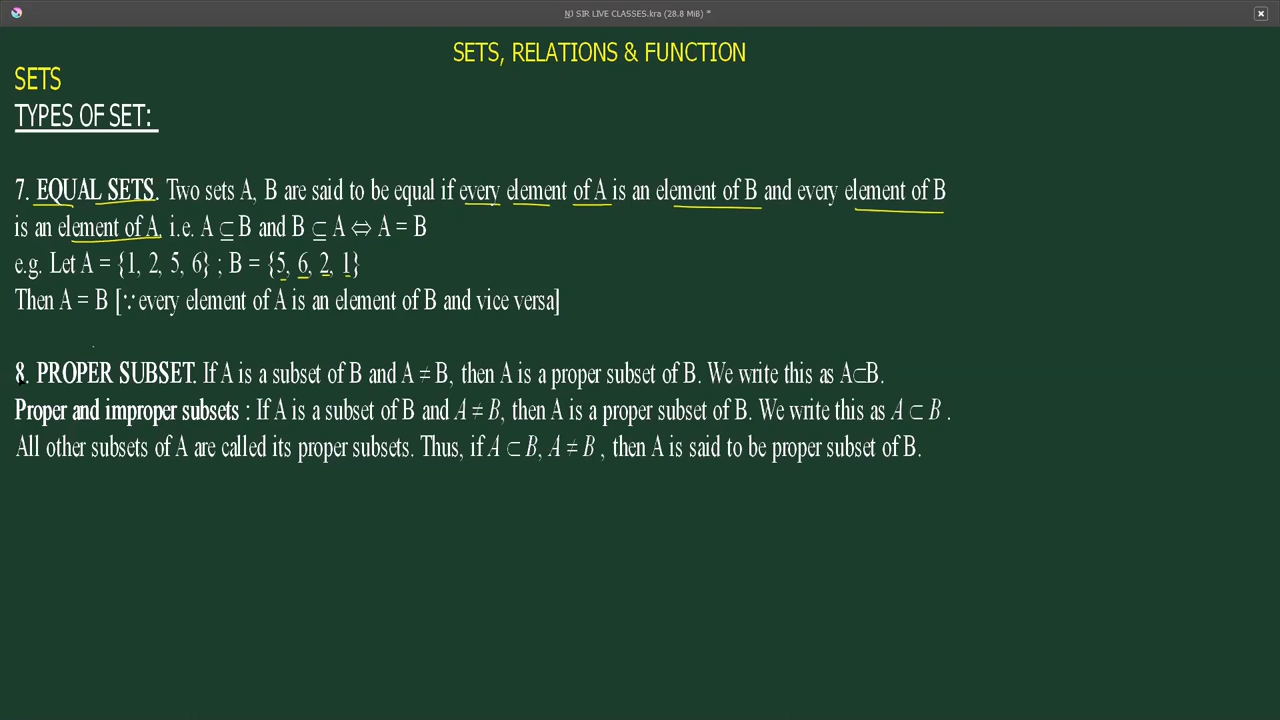 NJ SIR LIVE CLASSES.kra (28.8 MiB) *
SETS, RELATIONS & FUNCTION
SETS
TYPES OF SET:
7. EQUAL SETS. Two sets A, B are said to be equal if every element of A is an element of B and every element of B
is an element of A, i.e. A ⊆ B and B ⊆ A ⇔ A = B
e.g. Let A = {1, 2, 5, 6} ; B = {5, 6, 2, 1}
Then A = B [∵ every element of A is an element of B and vice versa]
8. PROPER SUBSET. If A is a subset of B and A ≠ B, then A is a proper subset of B. We write this as A⊂B.
Proper and improper subsets : If A is a subset of B and A ≠ B, then A is a proper subset of B. We write this as A ⊂ B .
All other subsets of A are called its proper subsets. Thus, if A ⊂ B, A ≠ B , then A is said to be proper subset of B.